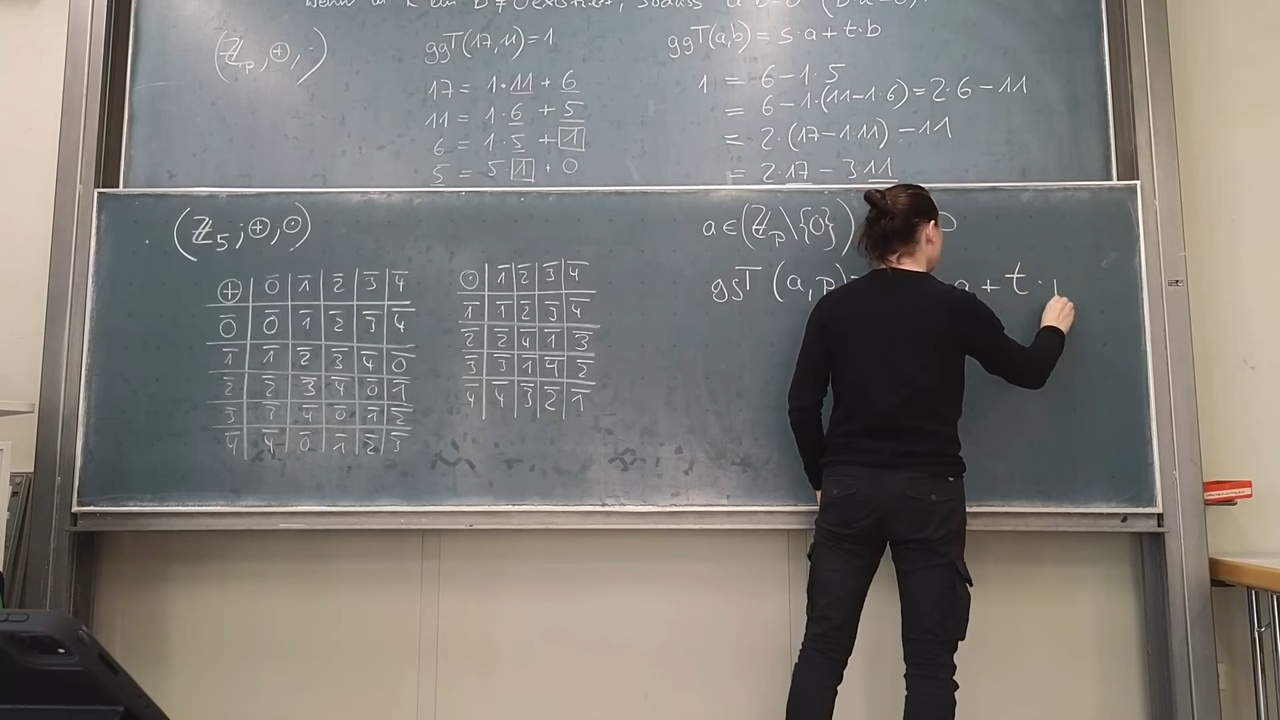 (ℤₚ, ⊕, ·)
ggT(17,11)=1
17 = 1·11 + 6
11 = 1·6 + 5
6 = 1·5 + 1
5 = 5 1 + 0
ggT(a,b) = s·a + t·b
1 = 6 – 1·5
= 6 – 1·(11–1·6) = 2·6 – 11
= 2·(17–1·11) – 11
= 2·17 – 3 11
(ℤ₅; ⊕, ⊙)
⊕ 0̅ 1̅ 2̅ 3̅ 4̅
0̅ 0̅ 1̅ 2̅ 3̅ 4̅
1̅ 1̅ 2̅ 3̅ 4̅ 0̅
2̅ 2̅ 3̅ 4̅ 0̅ 1̅
3̅ 3̅ 4̅ 0̅ 1̅ 2̅
4̅ 4̅ 0̅ 1̅ 2̅ 3̅
⊙ 1̅ 2̅ 3̅ 4̅
1̅ 1̅ 2̅ 3̅ 4̅
2̅ 2̅ 4̅ 1̅ 3̅
3̅ 3̅ 1̅ 4̅ 2̅
4̅ 4̅ 3̅ 2̅ 1̅
a ∈ (ℤₚ\{0})
ggT (a,p) = a + t ·